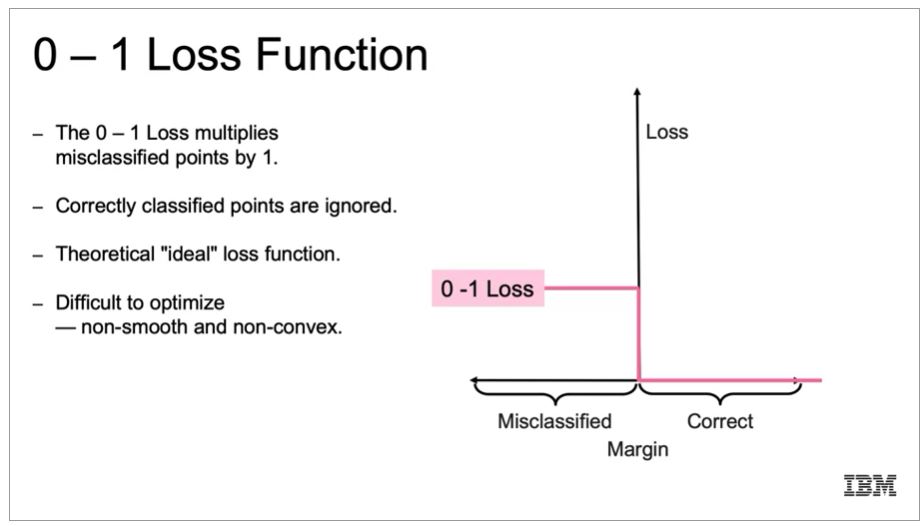 0 – 1 Loss Function
– The 0 – 1 Loss multiplies
misclassified points by 1.
– Correctly classified points are ignored.
– Theoretical "ideal" loss function.
– Difficult to optimize
— non-smooth and non-convex.
Loss
0 -1 Loss
Misclassified
Correct
Margin
IBM